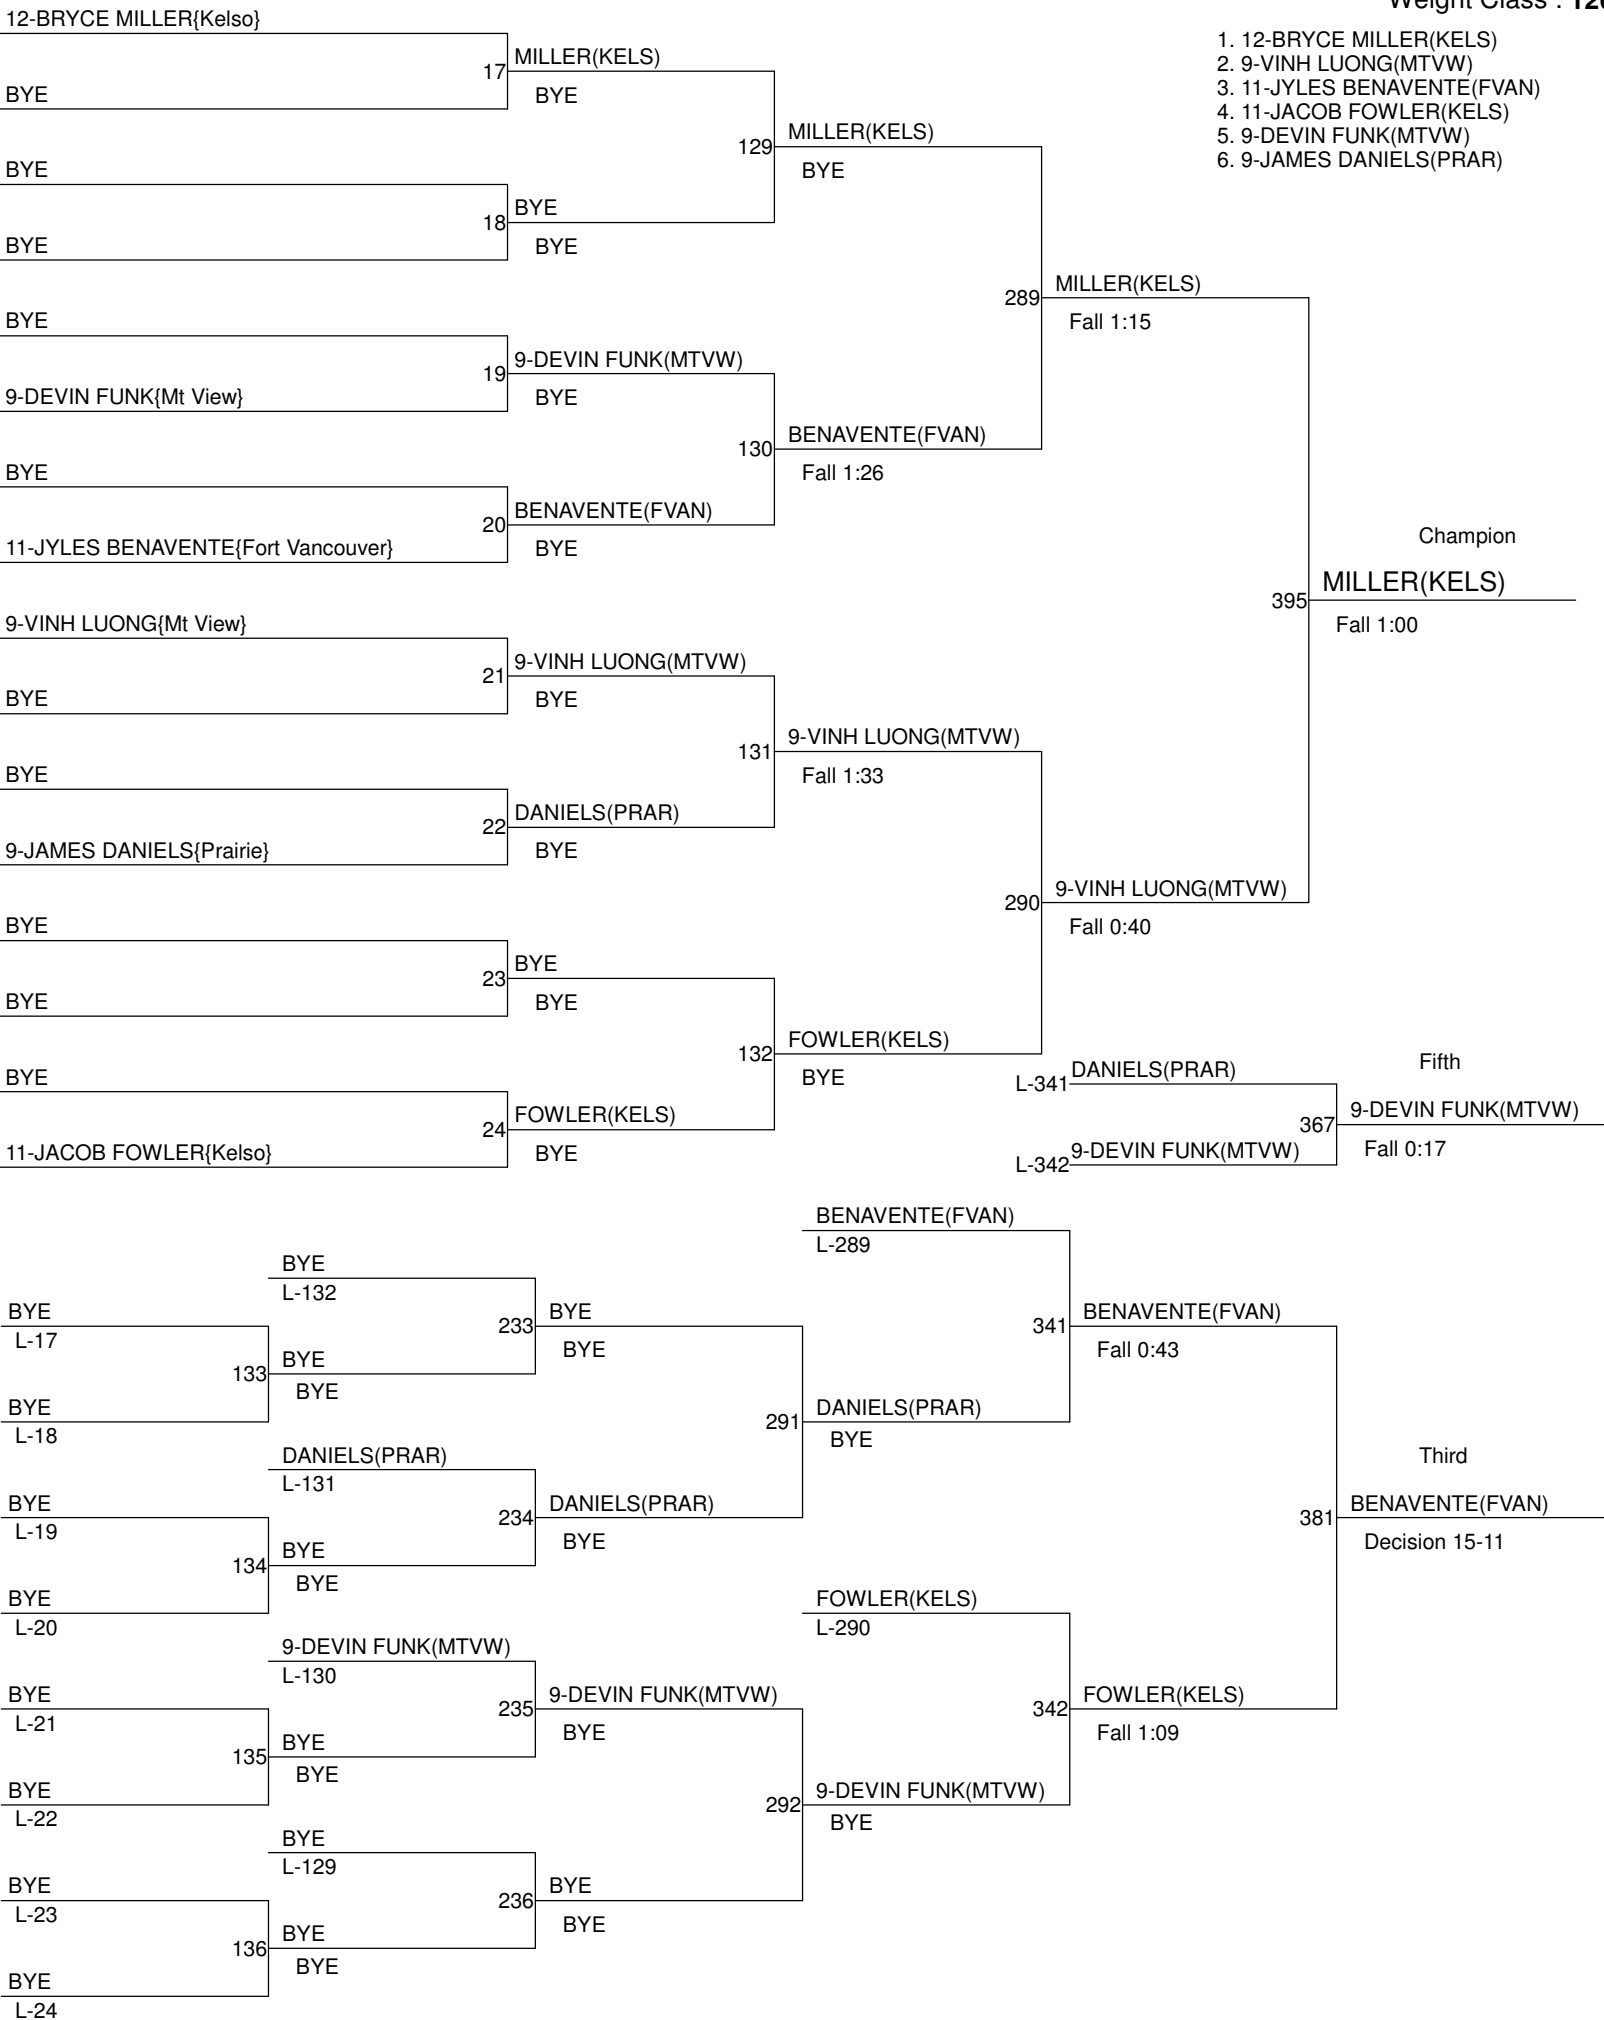 Weight Class :
1. 12-BRYCE MILLER(KELS)
2. 9-VINH LUONG(MTVW)
3. 11-JYLES BENAVENTE(FVAN)
4. 11-JACOB FOWLER(KELS)
5. 9-DEVIN FUNK(MTVW)
6. 9-JAMES DANIELS(PRAR)
12-BRYCE MILLER{Kelso}
17
BYE
BYE
18
BYE
BYE
19
9-DEVIN FUNK{Mt View}
BYE
20
11-JYLES BENAVENTE{Fort Vancouver}
9-VINH LUONG{Mt View}
21
BYE
BYE
22
9-JAMES DANIELS{Prairie}
BYE
23
BYE
BYE
24
11-JACOB FOWLER{Kelso}
MILLER(KELS)
BYE
129
BYE
BYE
9-DEVIN FUNK(MTVW)
BYE
130
BENAVENTE(FVAN)
BYE
9-VINH LUONG(MTVW)
BYE
131
DANIELS(PRAR)
BYE
BYE
BYE
132
FOWLER(KELS)
BYE
MILLER(KELS)
BYE
289
BENAVENTE(FVAN)
Fall 1:26
9-VINH LUONG(MTVW)
Fall 1:33
290
FOWLER(KELS)
BYE
MILLER(KELS)
Fall 1:15
395
9-VINH LUONG(MTVW)
Fall 0:40
Champion
MILLER(KELS)
Fall 1:00
L-341
DANIELS(PRAR)
367
L-342
9-DEVIN FUNK(MTVW)
Fifth
9-DEVIN FUNK(MTVW)
Fall 0:17
BYE
L-17
133
BYE
L-18
BYE
L-19
134
BYE
L-20
BYE
L-21
135
BYE
L-22
BYE
L-23
136
BYE
L-24
BYE
L-132
233
BYE
BYE
DANIELS(PRAR)
L-131
234
BYE
BYE
9-DEVIN FUNK(MTVW)
L-130
235
BYE
BYE
BYE
L-129
236
BYE
BYE
BYE
BYE
291
DANIELS(PRAR)
BYE
9-DEVIN FUNK(MTVW)
BYE
292
BYE
BYE
BENAVENTE(FVAN)
L-289
341
DANIELS(PRAR)
BYE
FOWLER(KELS)
L-290
342
9-DEVIN FUNK(MTVW)
BYE
BENAVENTE(FVAN)
Fall 0:43
381
FOWLER(KELS)
Fall 1:09
Third
BENAVENTE(FVAN)
Decision 15-11